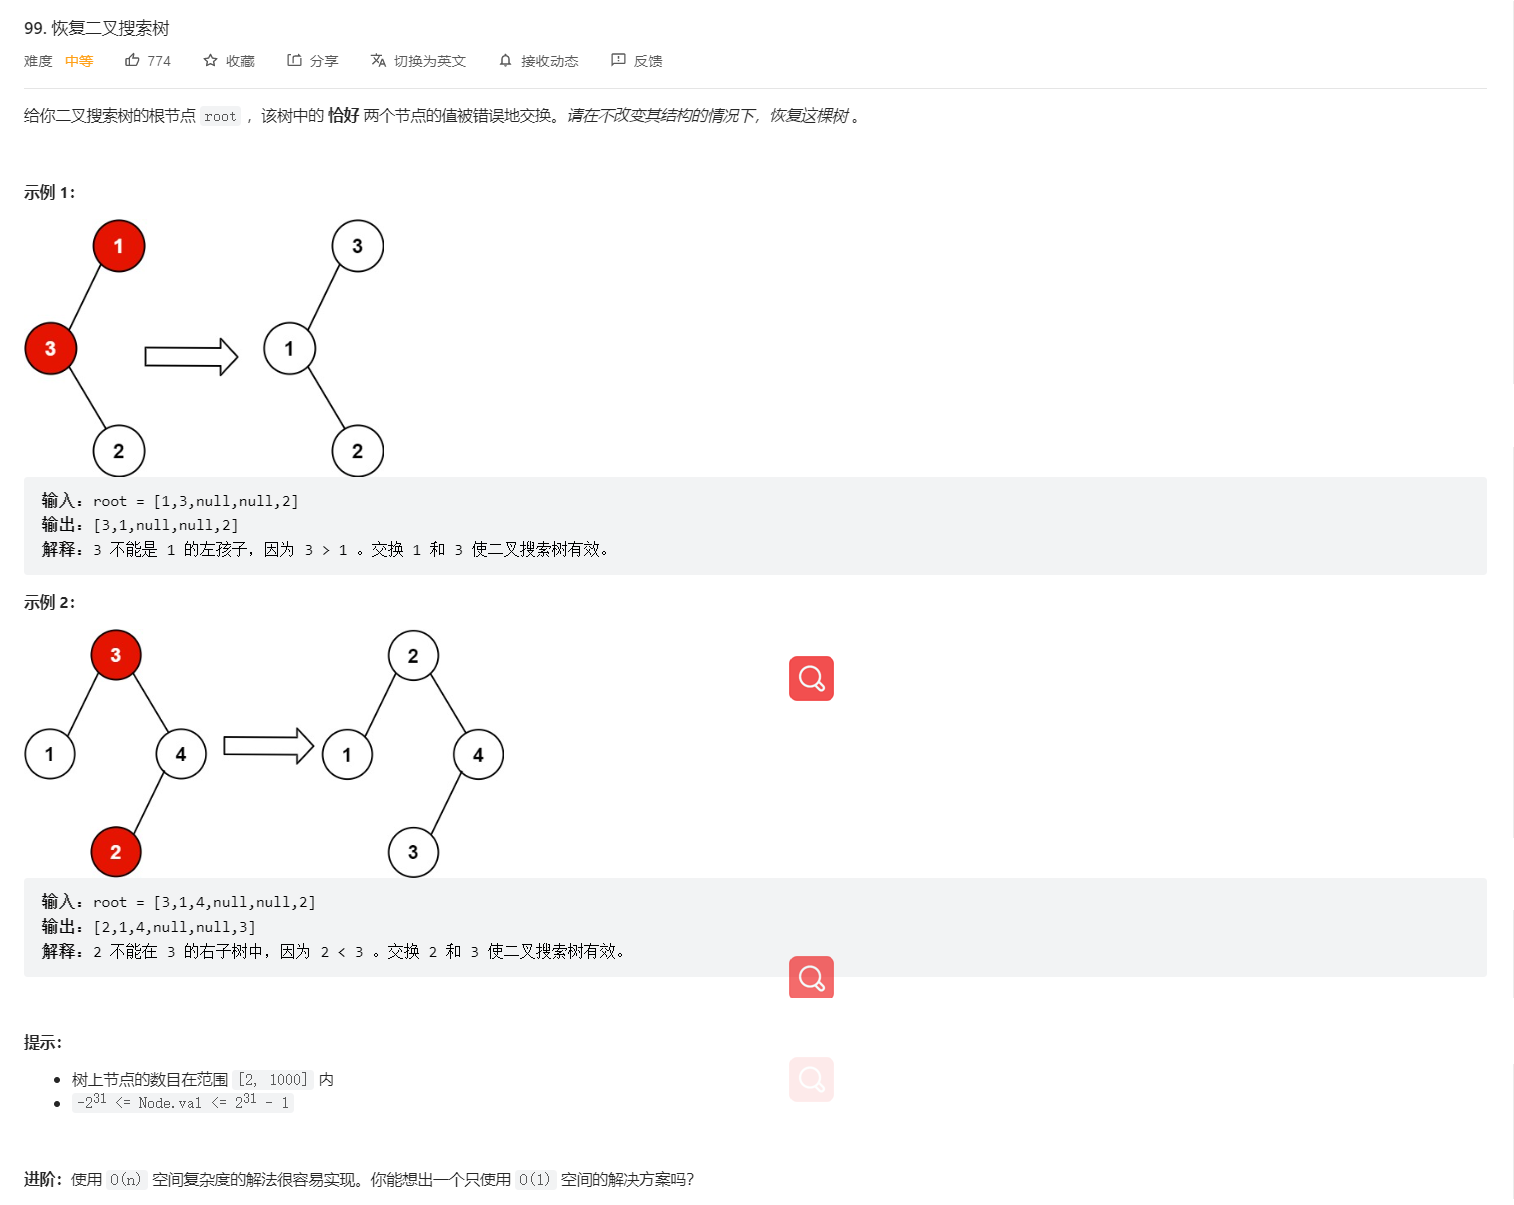 99. 恢复二叉搜索树
难度 中等 774 收藏 分享 切换为英文 接收动态 反馈
给你二叉搜索树的根节点 root ，该树中的 恰好 两个节点的值被错误地交换。请在不改变其结构的情况下，恢复这棵树 。
示例 1：
1 3
3 1
2 2
输入：root = [1,3,null,null,2]
输出：[3,1,null,null,2]
解释：3 不能是 1 的左孩子，因为 3 > 1 。交换 1 和 3 使二叉搜索树有效。
示例 2：
3 2
1 4 1 4
2 3
输入：root = [3,1,4,null,null,2]
输出：[2,1,4,null,null,3]
解释：2 不能在 3 的右子树中，因为 2 < 3 。交换 2 和 3 使二叉搜索树有效。
提示：
• 树上节点的数目在范围 [2, 1000] 内
• -2³¹ <= Node.val <= 2³¹ - 1
进阶：使用 O(n) 空间复杂度的解法很容易实现。你能想出一个只使用 O(1) 空间的解决方案吗？